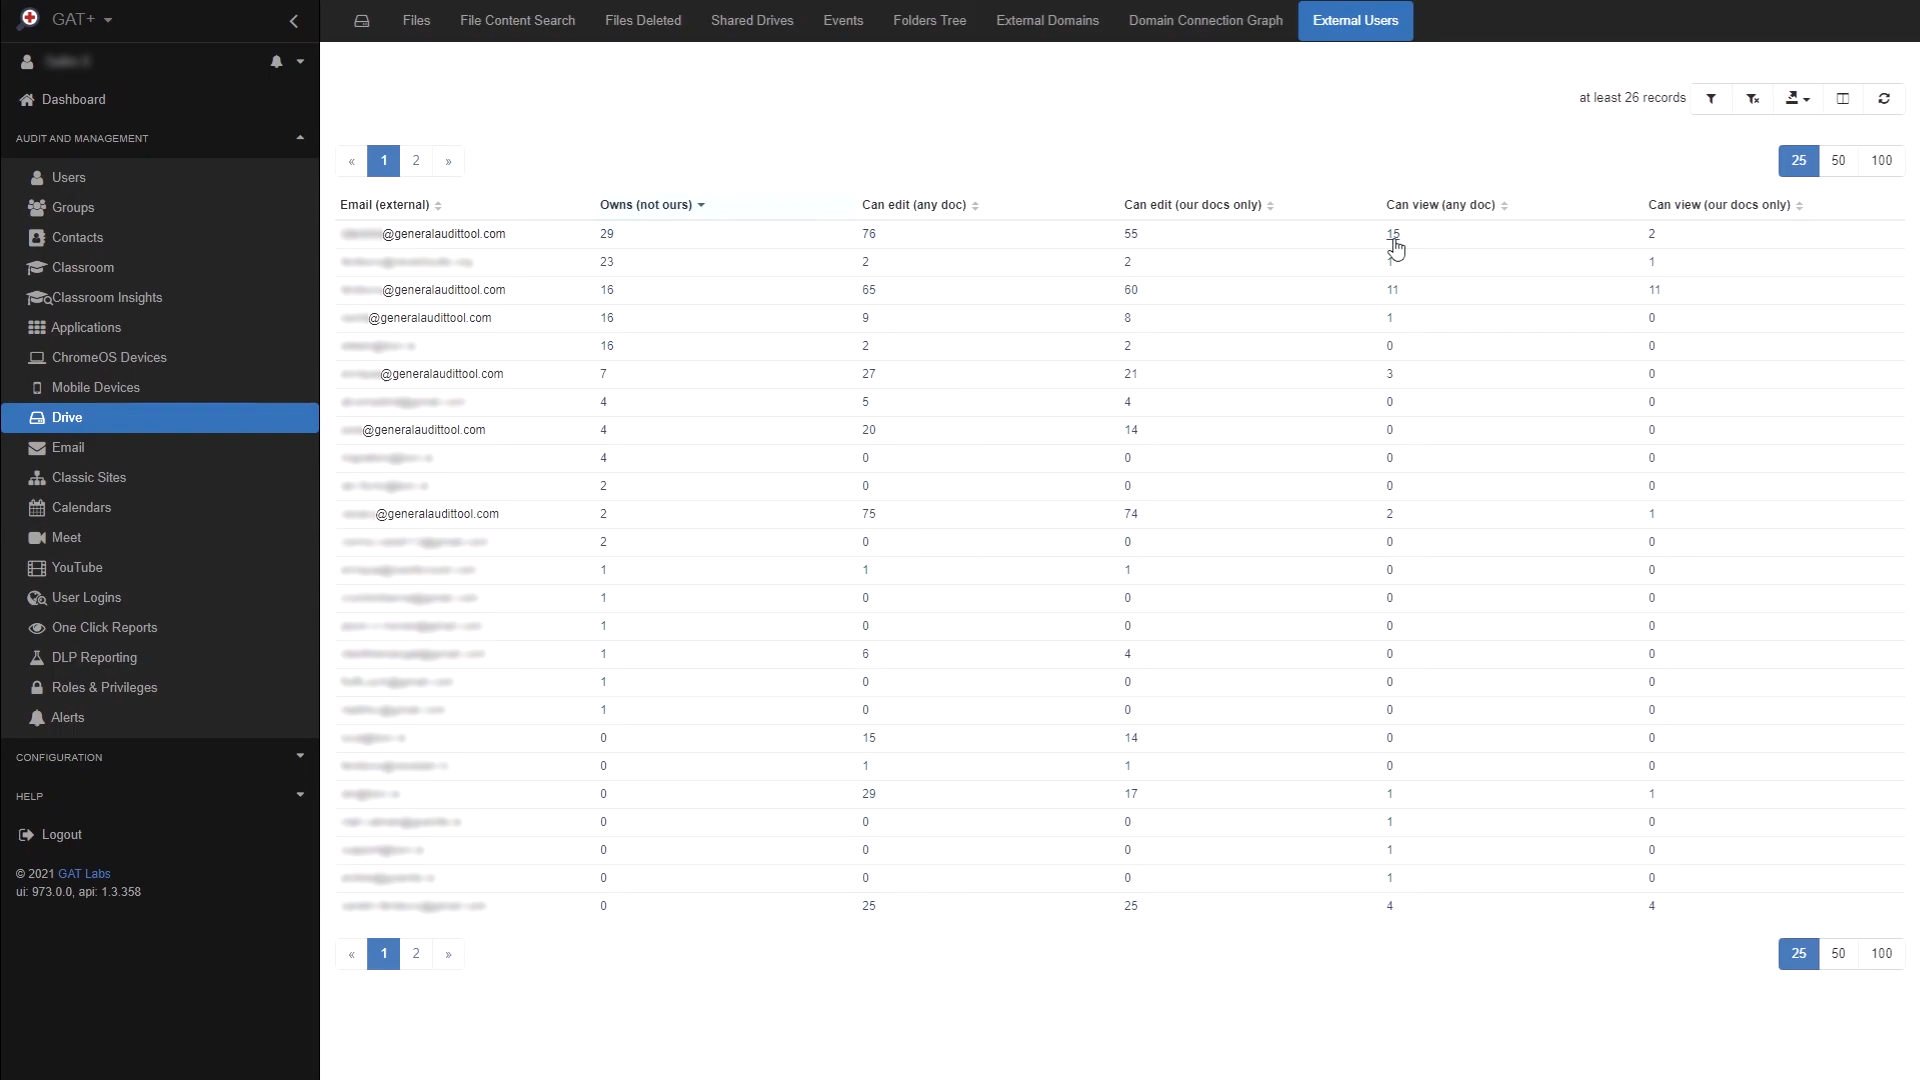 GAT+
Files File Content Search Files Deleted Shared Drives Events Folders Tree External Domains Domain Connection Graph External Users
Dashboard
AUDIT AND MANAGEMENT
Users
Groups
Contacts
Classroom
Classroom Insights
Applications
ChromeOS Devices
Mobile Devices
Drive
Email
Classic Sites
Calendars
Meet
YouTube
User Logins
One Click Reports
DLP Reporting
Roles & Privileges
Alerts
CONFIGURATION
HELP
Logout
© 2021 GAT Labs
ui: 973.0.0, api: 1.3.358
at least 26 records
« 1 2 » 25 50 100
Email (external) Owns (not ours) Can edit (any doc) Can edit (our docs only) Can view (any doc) Can view (our docs only)
@generalaudittool.com 29 76 55 15 2
23 2 2 1 1
@generalaudittool.com 16 65 60 11 11
@generalaudittool.com 16 9 8 1 0
16 2 2 0 0
@generalaudittool.com 7 27 21 3 0
4 5 4 0 0
@generalaudittool.com 4 20 14 0 0
4 0 0 0 0
2 0 0 0 0
@generalaudittool.com 2 75 74 2 1
2 0 0 0 0
1 1 1 0 0
1 0 0 0 0
1 0 0 0 0
1 6 4 0 0
1 0 0 0 0
1 0 0 0 0
0 15 14 0 0
0 1 1 0 0
0 29 17 1 1
0 0 0 1 0
0 0 0 1 0
0 0 0 1 0
0 25 25 4 4
« 1 2 » 25 50 100